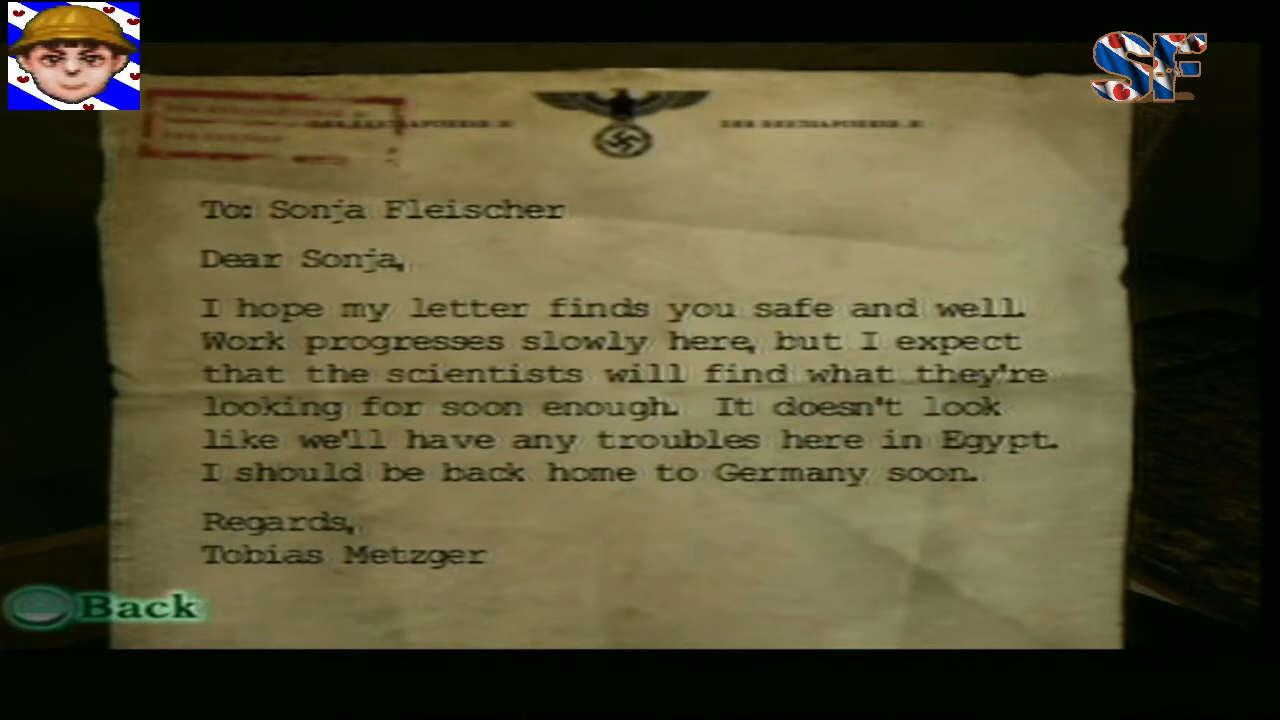 SF
To: Sonja Fleischer
Dear Sonja,
I hope my letter finds you safe and well.
Work progresses slowly here, but I expect
that the scientists will find what they're
looking for soon enough. It doesn't look
like we'll have any troubles here in Egypt.
I should be back home to Germany soon.
Regards,
Tobias Metzger
Back